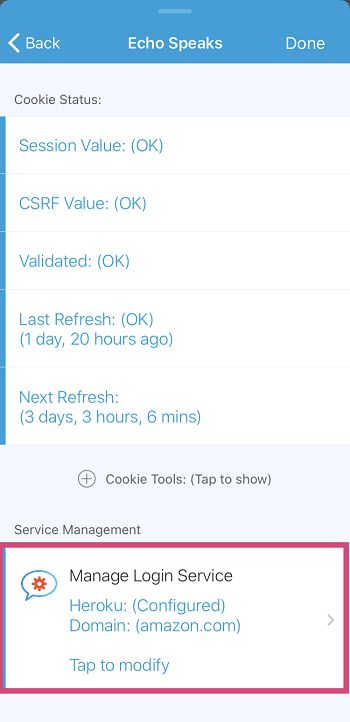 Back
Echo Speaks
Done
Cookie Status:
Session Value: (OK)
CSRF Value: (OK)
Validated: (OK)
Last Refresh: (OK)
(1 day, 20 hours ago)
Next Refresh:
(3 days, 3 hours, 6 mins)
Cookie Tools: (Tap to show)
Service Management
Manage Login Service
Heroku: (Configured)
Domain: (amazon.com)
Tap to modify